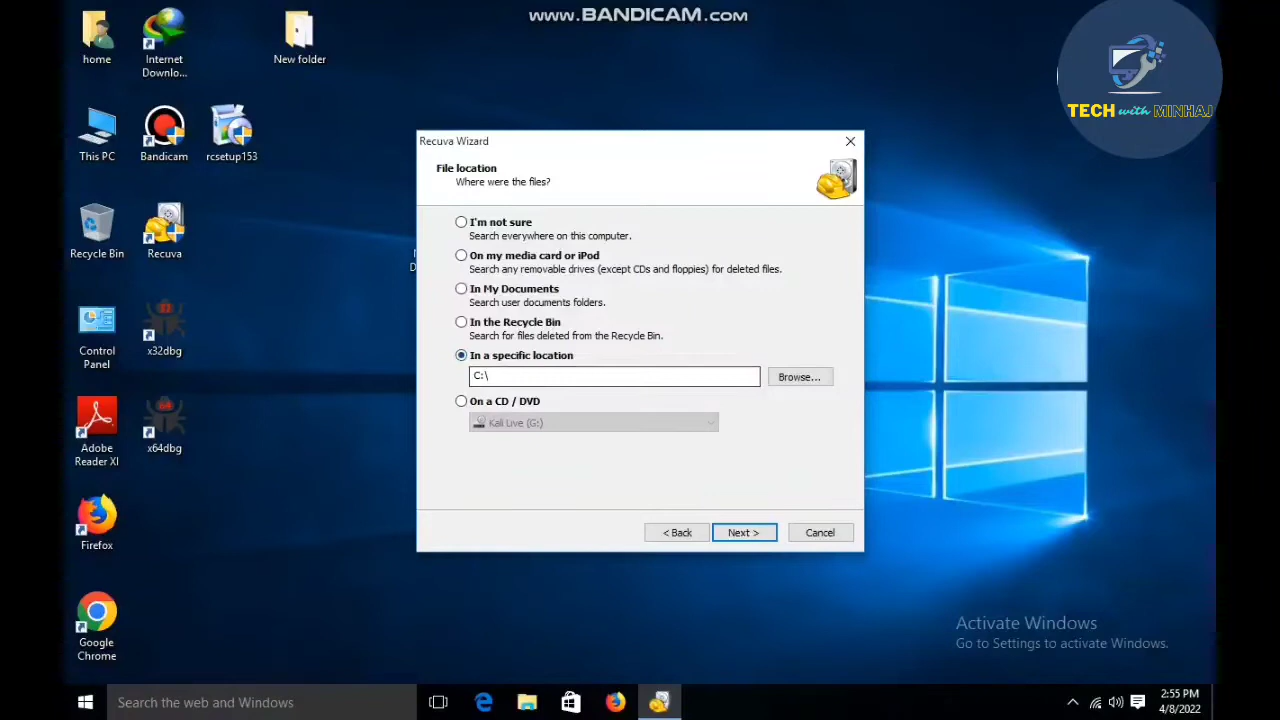 www.BANDICAM.com
TECH with MINHAJ
home
Internet
Downlo...
New folder
This PC
Bandicam
rcsetup153
Recycle Bin
Recuva
Control
Panel
x32dbg
Adobe
Reader XI
x64dbg
Firefox
Google
Chrome
Recuva Wizard
File location
Where were the files?
I'm not sure
Search everywhere on this computer.
On my media card or iPod
Search any removable drives (except CDs and floppies) for deleted files.
In My Documents
Search user documents folders.
In the Recycle Bin
Search for files deleted from the Recycle Bin.
In a specific location
C:\
Browse...
On a CD / DVD
Kali Live (G:)
< Back
Next >
Cancel
Activate Windows
Go to Settings to activate Windows.
Search the web and Windows
2:55 PM
4/8/2022